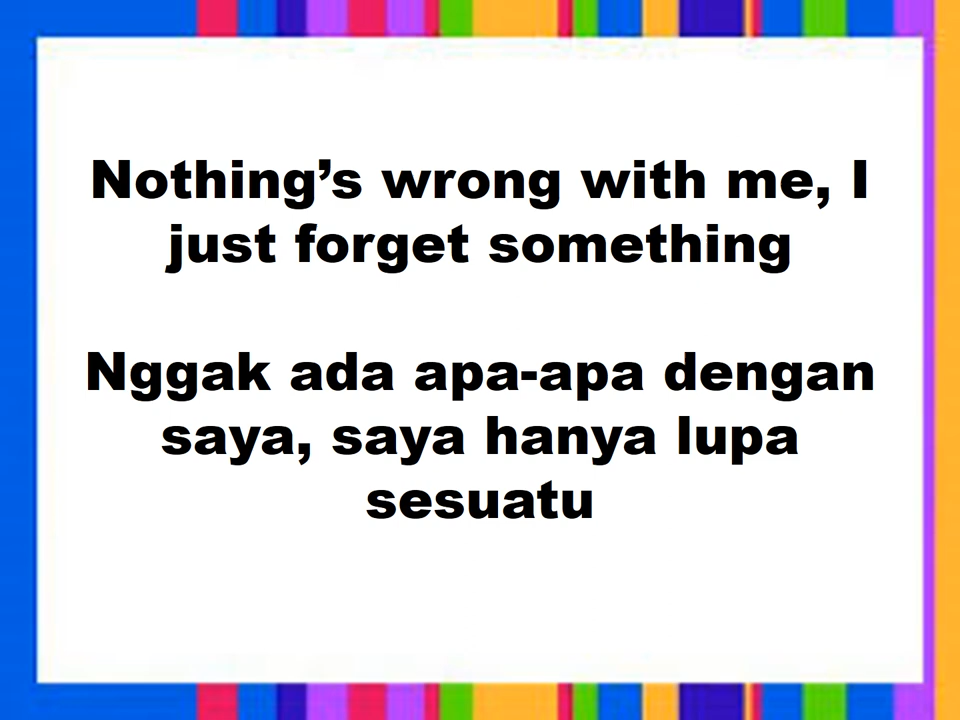 Nothing’s wrong with me, I
just forget something
Nggak ada apa-apa dengan
saya, saya hanya lupa
sesuatu